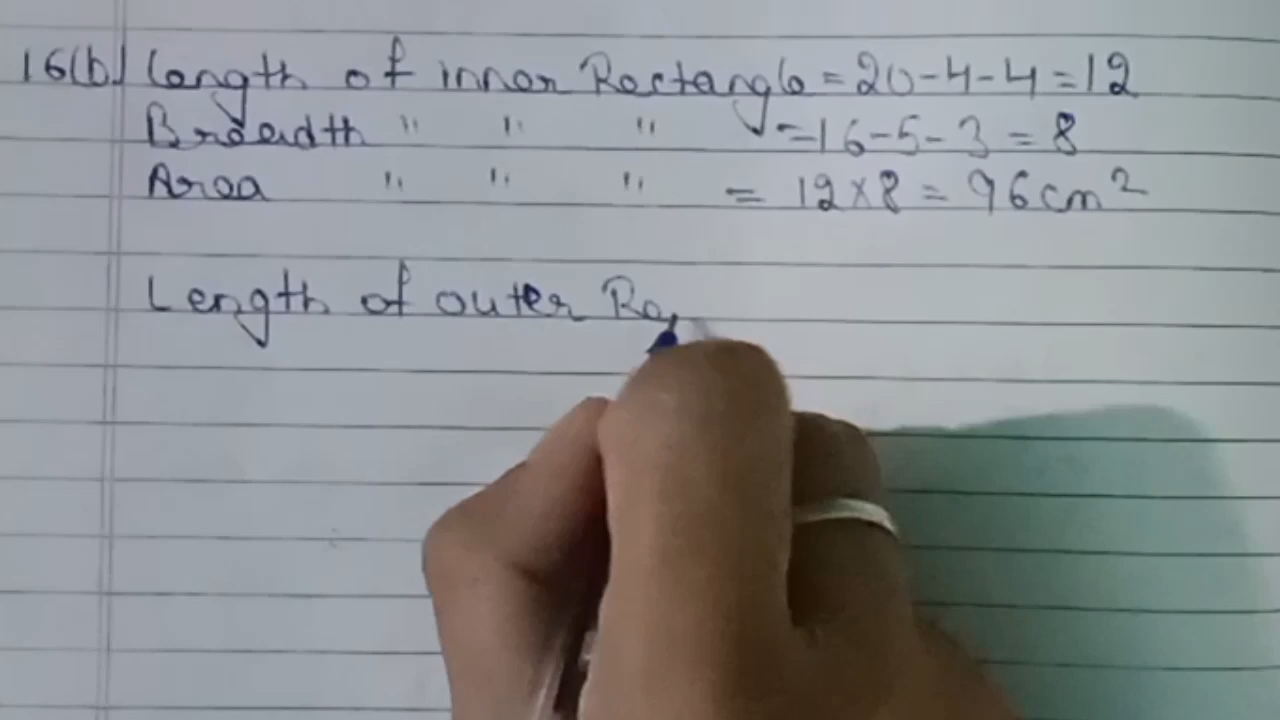 16(b) Length of inner Rectangle = 20-4-4 = 12
Breadth " " " = 16-5-3 = 8
Area " " " = 12×8 = 96 cm²
Length of outer